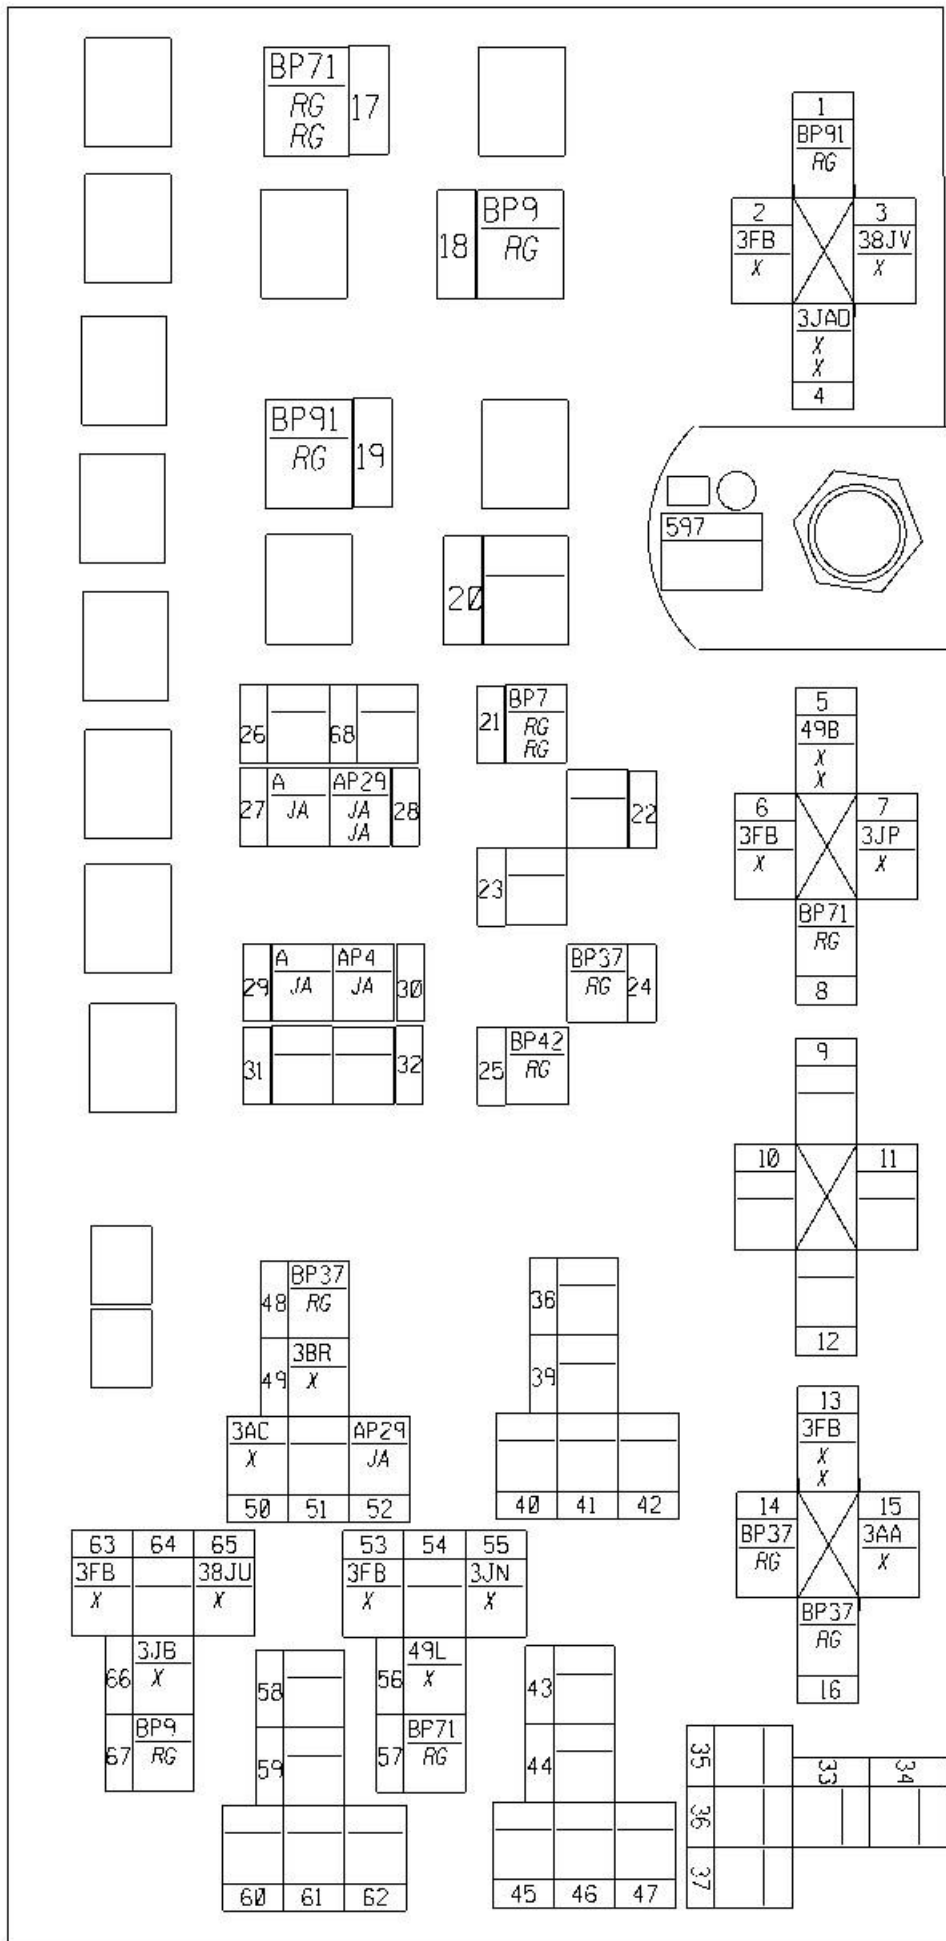 BP71
RG
RG
17
18
BP9
RG
1
BP91
RG
2
3FB
X
3
38JV
X
3JAD
X
X
4
BP91
RG
19
20
597
26
68
27
A
JA
AP29
JA
JA
28
21
BP7
RG
RG
22
23
5
49B
X
X
6
3FB
X
7
3JP
X
BP71
RG
8
29
A
JA
AP4
JA
30
31
32
BP37
RG
24
25
BP42
RG
9
10
11
12
48
BP37
RG
49
3BR
X
3AC
X
AP29
JA
50
51
52
38
39
40
41
42
13
3FB
X
X
14
BP37
RG
15
3AA
X
BP37
RG
16
63
64
65
3FB
X
38JU
X
66
3JB
X
67
BP9
RG
53
54
55
3FB
X
3JN
X
56
49L
X
57
BP71
RG
58
59
60
61
62
43
44
45
46
47
35
36
37
33
34